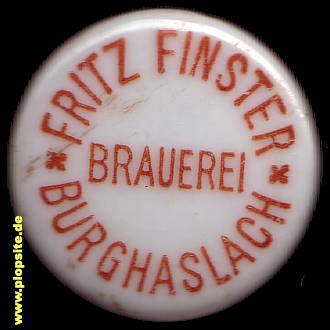 FRITZ FINSTER
BRAUEREI
BURGHASLACH
www.plopsite.de